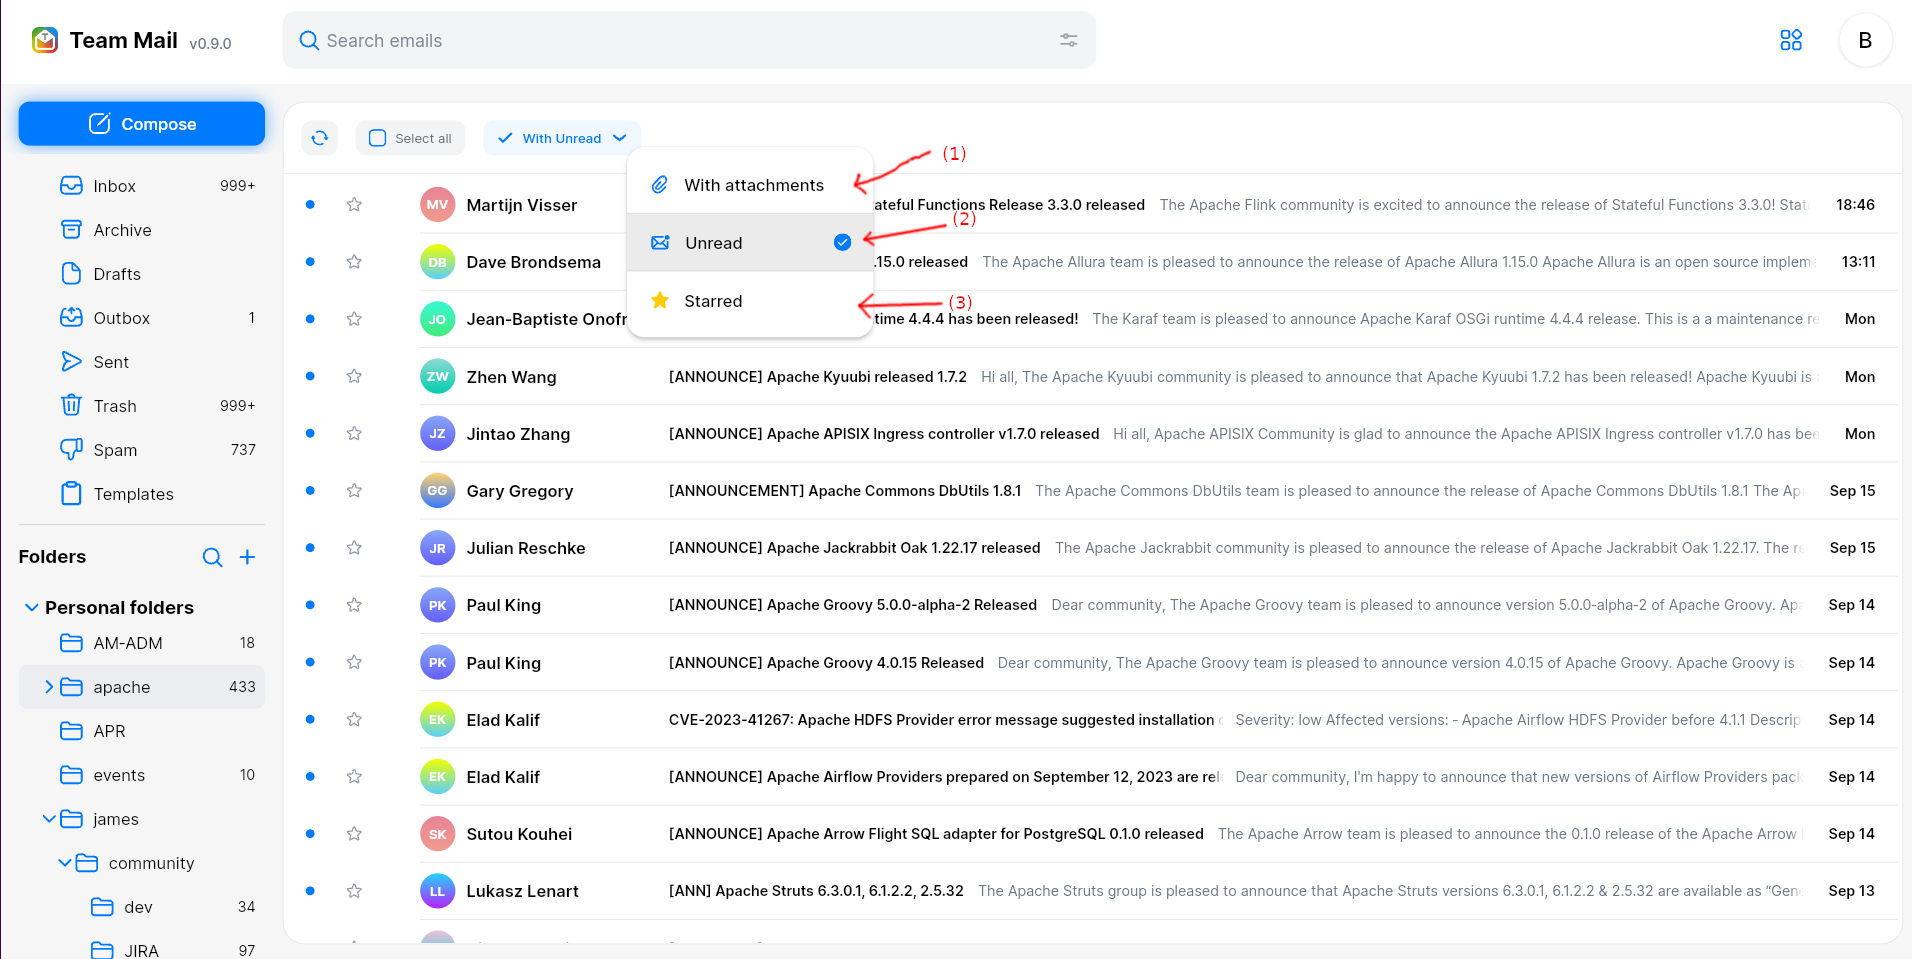 Team Mail v0.9.0
Search emails
B
Compose
Select all
With Unread
Inbox 999+
Archive
Drafts
Outbox 1
Sent
Trash 999+
Spam 737
Templates
Folders
Personal folders
AM-ADM 18
apache 433
APR
events 10
james
community
dev 34
JIRA 97
With attachments (1)
Unread (2)
Starred (3)
MV Martijn Visser ateful Functions Release 3.3.0 released The Apache Flink community is excited to announce the release of Stateful Functions 3.3.0! Stat 18:46
DB Dave Brondsema .15.0 released The Apache Allura team is pleased to announce the release of Apache Allura 1.15.0 Apache Allura is an open source impleme 13:11
JO Jean-Baptiste Onofr time 4.4.4 has been released! The Karaf team is pleased to announce Apache Karaf OSGi runtime 4.4.4 release. This is a a maintenance re Mon
ZW Zhen Wang [ANNOUNCE] Apache Kyuubi released 1.7.2 Hi all, The Apache Kyuubi community is pleased to announce that Apache Kyuubi 1.7.2 has been released! Apache Kyuubi is Mon
JZ Jintao Zhang [ANNOUNCE] Apache APISIX Ingress controller v1.7.0 released Hi all, Apache APISIX Community is glad to announce the Apache APISIX Ingress controller v1.7.0 has bee Mon
GG Gary Gregory [ANNOUNCEMENT] Apache Commons DbUtils 1.8.1 The Apache Commons DbUtils team is pleased to announce the release of Apache Commons DbUtils 1.8.1 The Ap Sep 15
JR Julian Reschke [ANNOUNCE] Apache Jackrabbit Oak 1.22.17 released The Apache Jackrabbit community is pleased to announce the release of Apache Jackrabbit Oak 1.22.17. The re Sep 15
PK Paul King [ANNOUNCE] Apache Groovy 5.0.0-alpha-2 Released Dear community, The Apache Groovy team is pleased to announce version 5.0.0-alpha-2 of Apache Groovy. Ap Sep 14
PK Paul King [ANNOUNCE] Apache Groovy 4.0.15 Released Dear community, The Apache Groovy team is pleased to announce version 4.0.15 of Apache Groovy. Apache Groovy is Sep 14
EK Elad Kalif CVE-2023-41267: Apache HDFS Provider error message suggested installation Severity: low Affected versions: - Apache Airflow HDFS Provider before 4.1.1 Descrip Sep 14
EK Elad Kalif [ANNOUNCE] Apache Airflow Providers prepared on September 12, 2023 are rel Dear community, I'm happy to announce that new versions of Airflow Providers pack Sep 14
SK Sutou Kouhei [ANNOUNCE] Apache Arrow Flight SQL adapter for PostgreSQL 0.1.0 released The Apache Arrow team is pleased to announce the 0.1.0 release of the Apache Arrow Sep 14
LL Lukasz Lenart [ANN] Apache Struts 6.3.0.1, 6.1.2.2, 2.5.32 The Apache Struts group is pleased to announce that Apache Struts versions 6.3.0.1, 6.1.2.2 & 2.5.32 are available as “Gen Sep 13